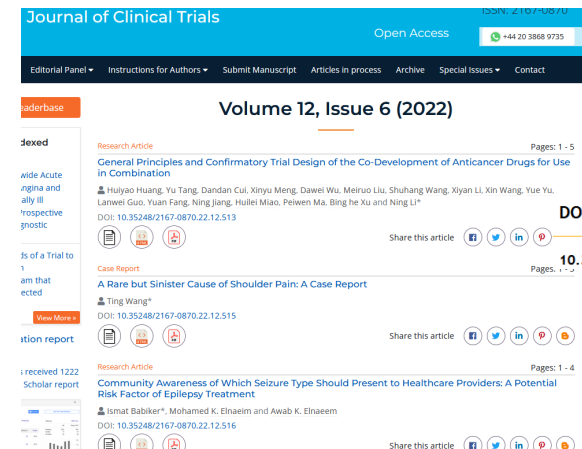 Journal of Clinical Trials
ISSN: 2167-0870
Open Access
+44 20 3868 9735
Editorial Panel
Instructions for Authors
Submit Manuscript
Articles in process
Archive
Special Issues
Contact
eaderbase
Volume 12, Issue 6 (2022)
dexed
wide Acute
ngina and
ally Ill
Prospective
gnostic
ds of a Trial to
n
am that
ected
View More »
ation report
s received 1222
Scholar report
Research Article
Pages: 1 - 5
General Principles and Confirmatory Trial Design of the Co-Development of Anticancer Drugs for Use
in Combination
Huiyao Huang, Yu Tang, Dandan Cui, Xinyu Meng, Dawei Wu, Meiruo Liu, Shuhang Wang, Xiyan Li, Xin Wang, Yue Yu,
Lanwei Guo, Yuan Fang, Ning Jiang, Huilei Miao, Peiwen Ma, Bing he Xu and Ning Li*
DOI: 10.35248/2167-0870.22.12.513
DO
Share this article
10.
Case Report
Pages: 1 - 3
A Rare but Sinister Cause of Shoulder Pain: A Case Report
Ting Wang*
DOI: 10.35248/2167-0870.22.12.515
Share this article
Research Article
Pages: 1 - 4
Community Awareness of Which Seizure Type Should Present to Healthcare Providers: A Potential
Risk Factor of Epilepsy Treatment
Ismat Babiker*, Mohamed K. Elnaeim and Awab K. Elnaeem
DOI: 10.35248/2167-0870.22.12.516
Share this article